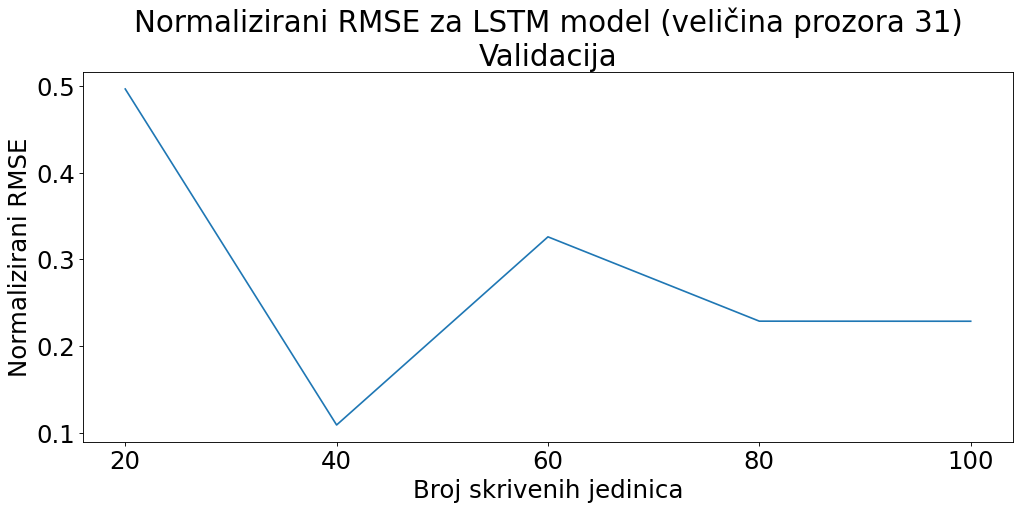 Normalizirani RMSE za LSTM model (veličina prozora 31)
Validacija
Normalizirani RMSE
0.5
0.4
0.3
0.2
0.1
20 40 60 80 100
Broj skrivenih jedinica